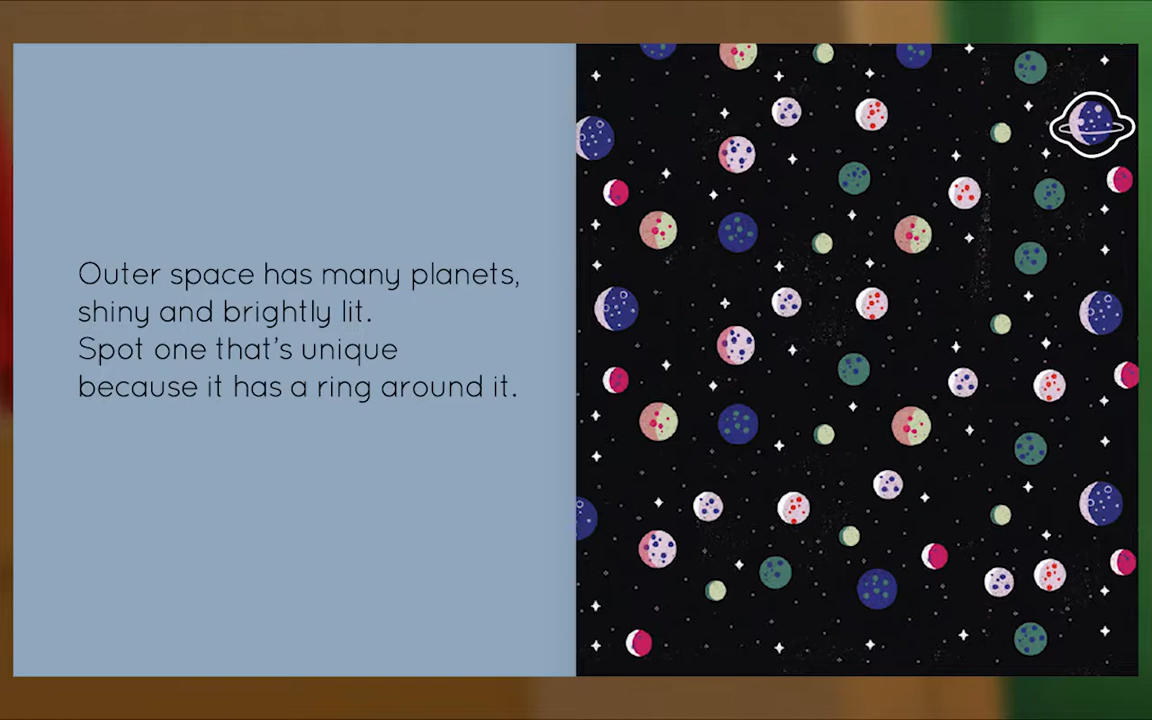 Outer space has many planets,
shiny and brightly lit.
Spot one that's unique
because it has a ring around it.